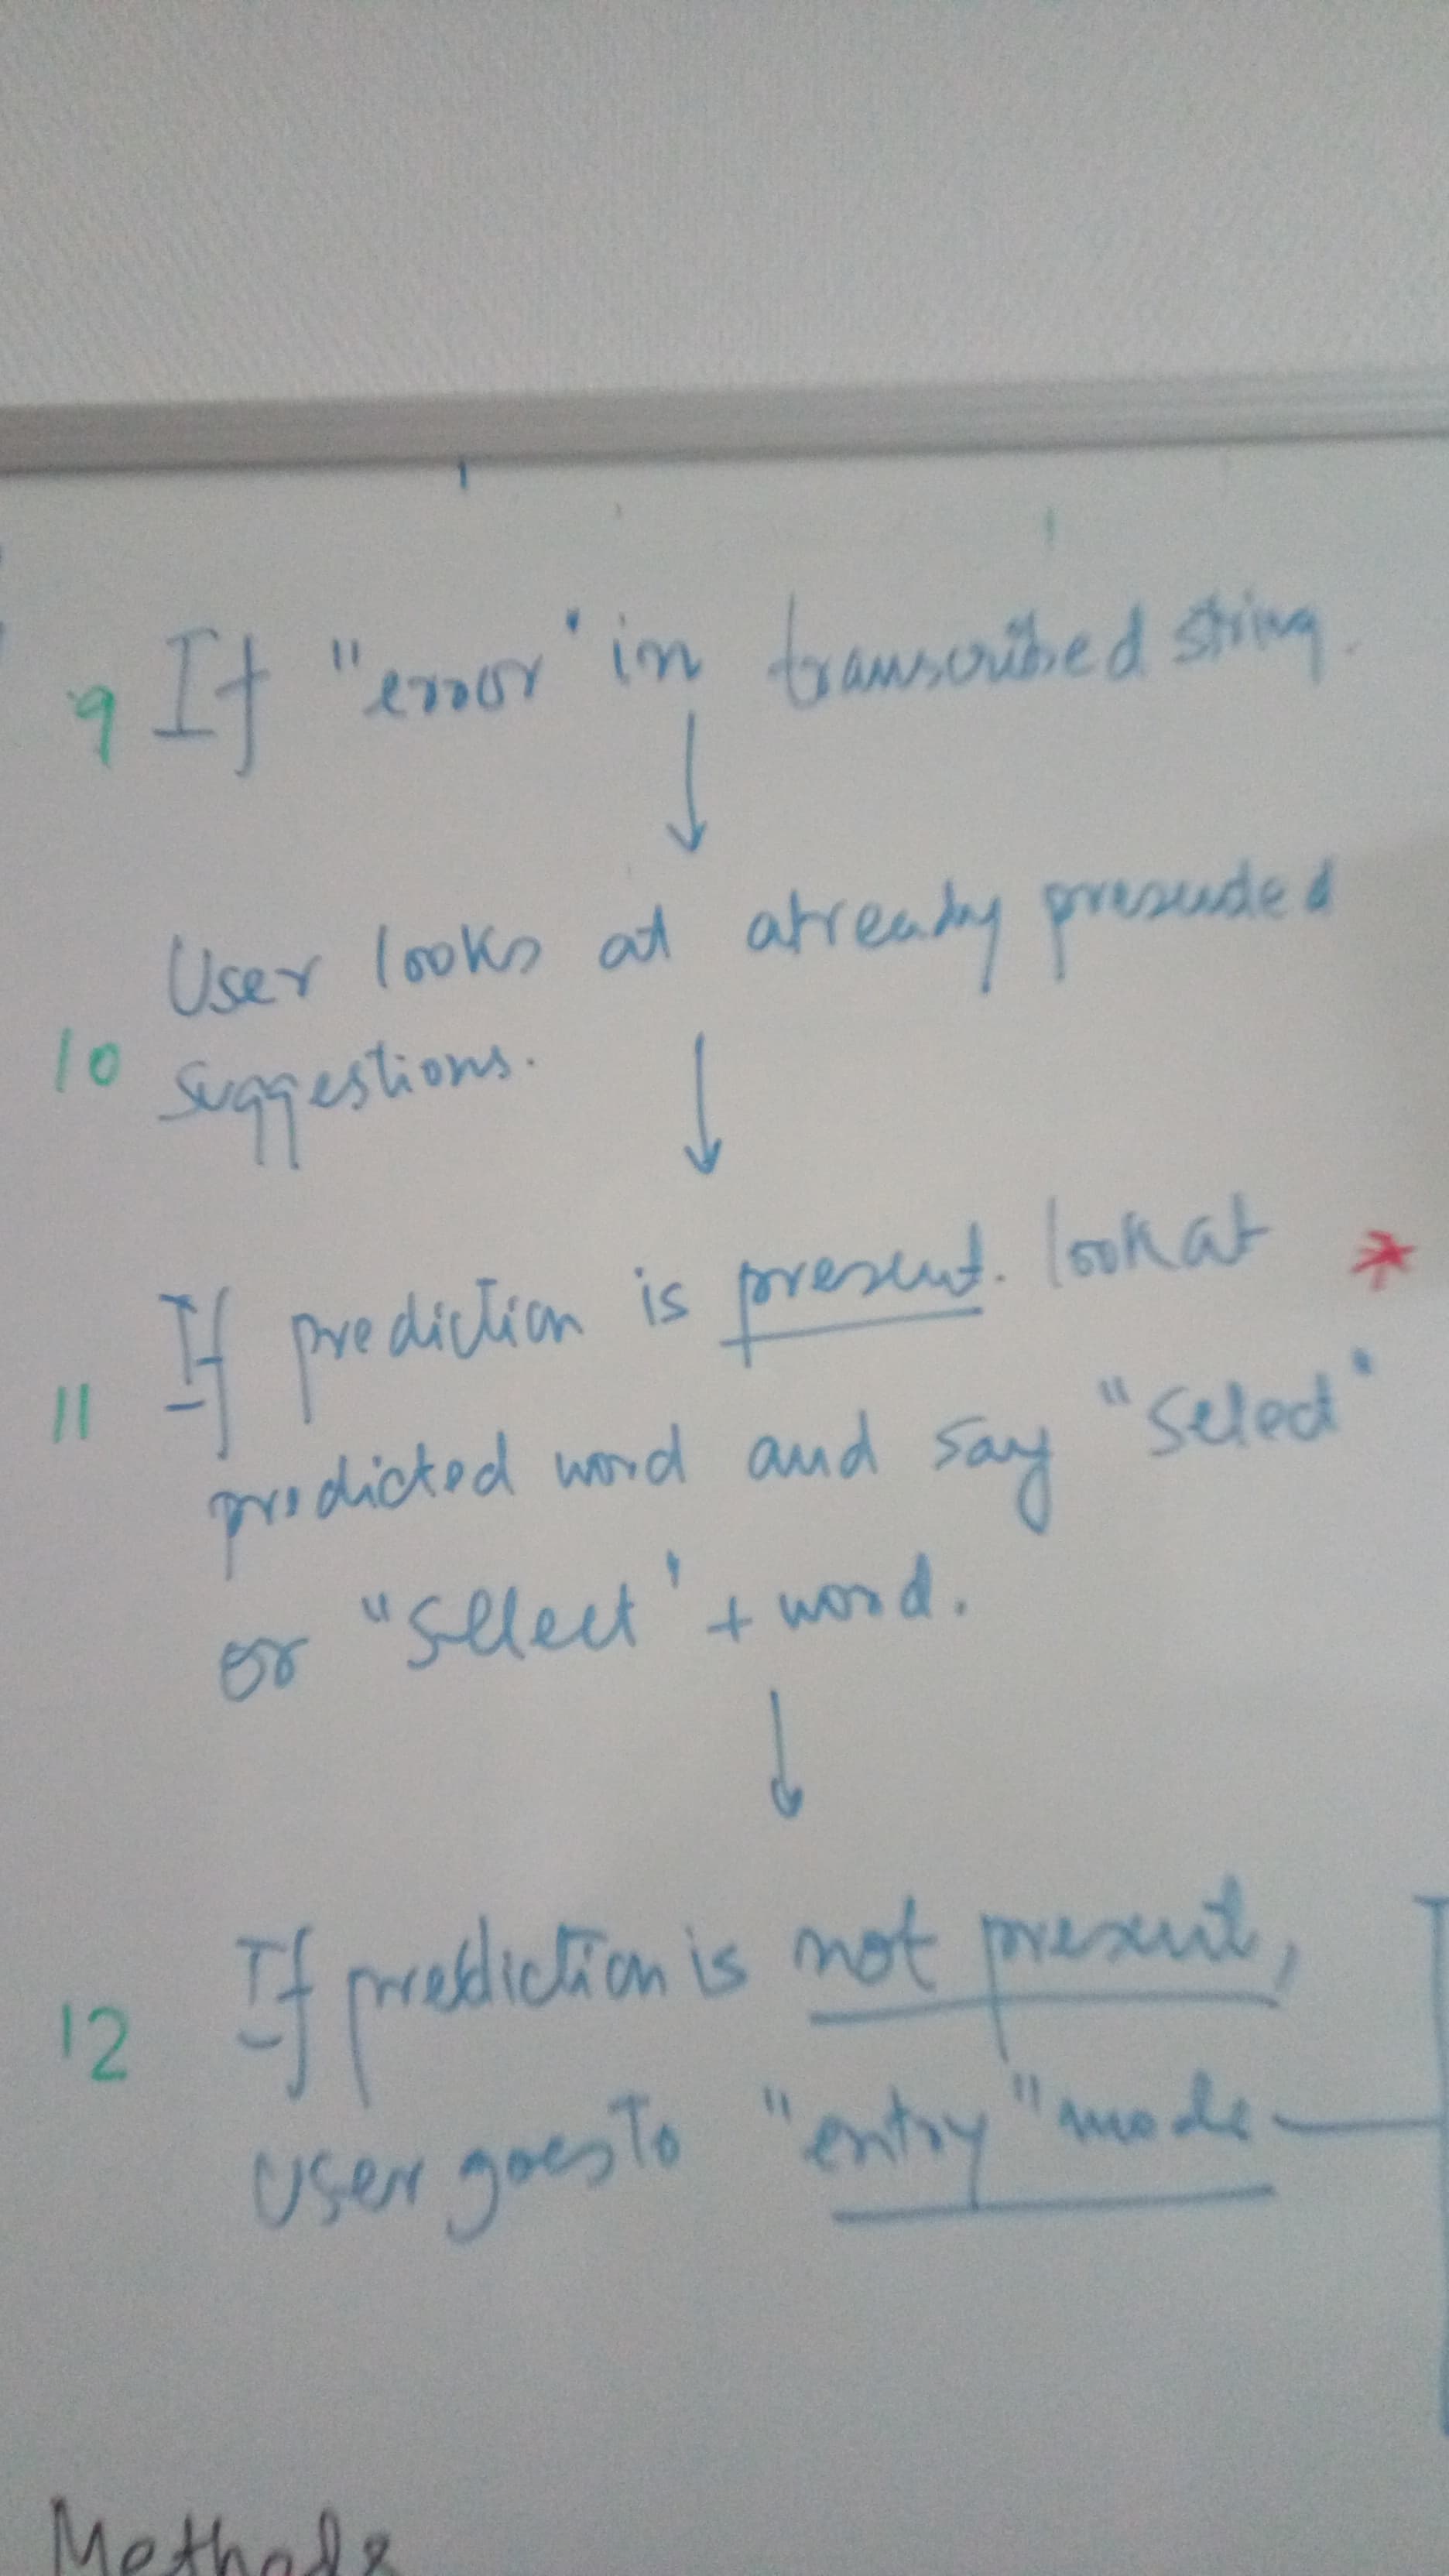 9 If "error" in transcribed string.
User looks at already presented
10 suggestions.
If prediction is present. look at *
11 predicted word and say "Select"
or "Select" + word.
If prediction is not present,
12
User goes to "entry" mode
Methods